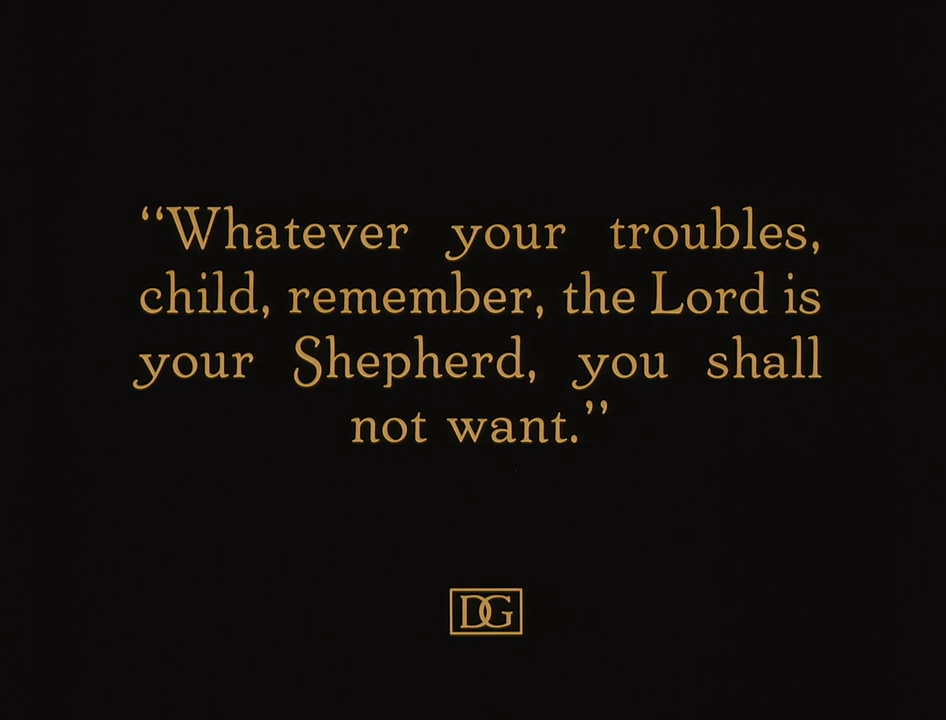 “Whatever your troubles,
child, remember, the Lord is
your Shepherd, you shall
not want.”
DG